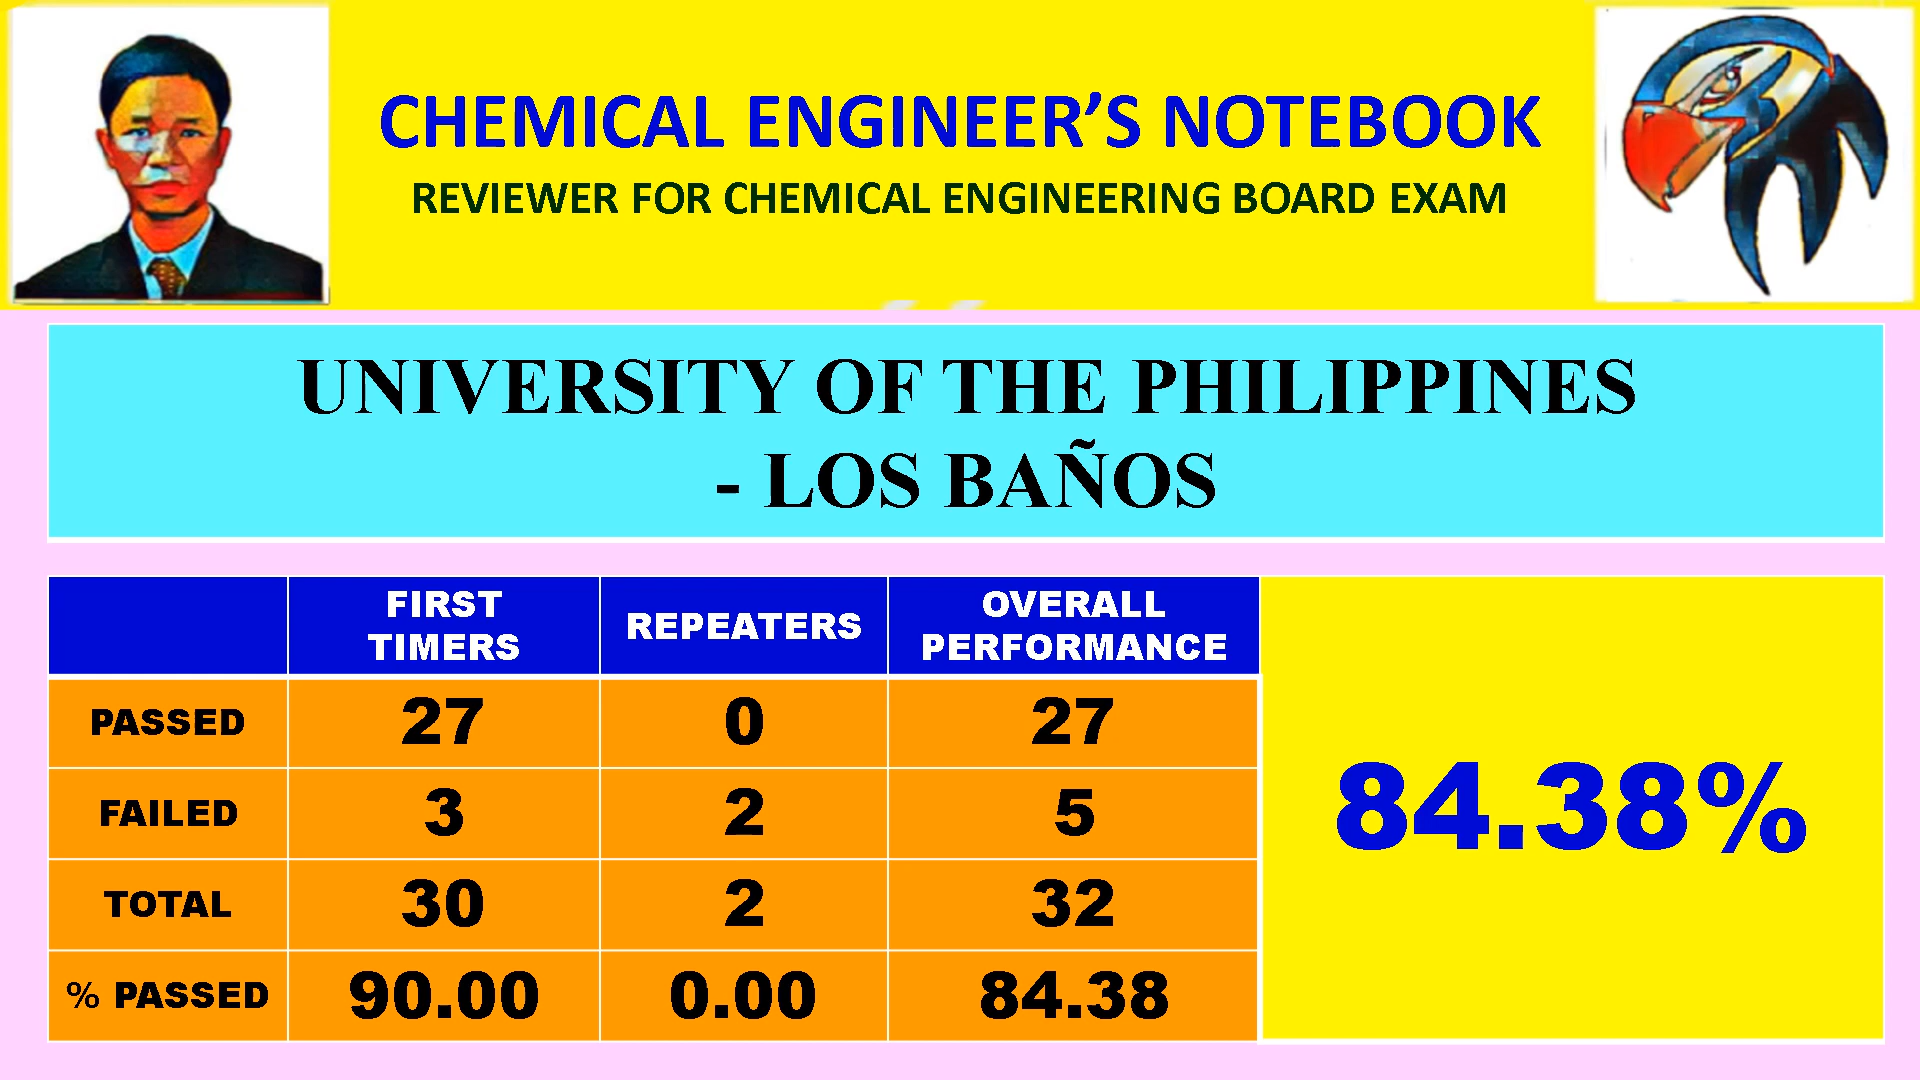 CHEMICAL ENGINEER’S NOTEBOOK
REVIEWER FOR CHEMICAL ENGINEERING BOARD EXAM
UNIVERSITY OF THE PHILIPPINES
- LOS BAÑOS
FIRST TIMERS REPEATERS OVERALL PERFORMANCE
PASSED 27 0 27
FAILED 3 2 5
TOTAL 30 2 32
% PASSED 90.00 0.00 84.38
84.38%